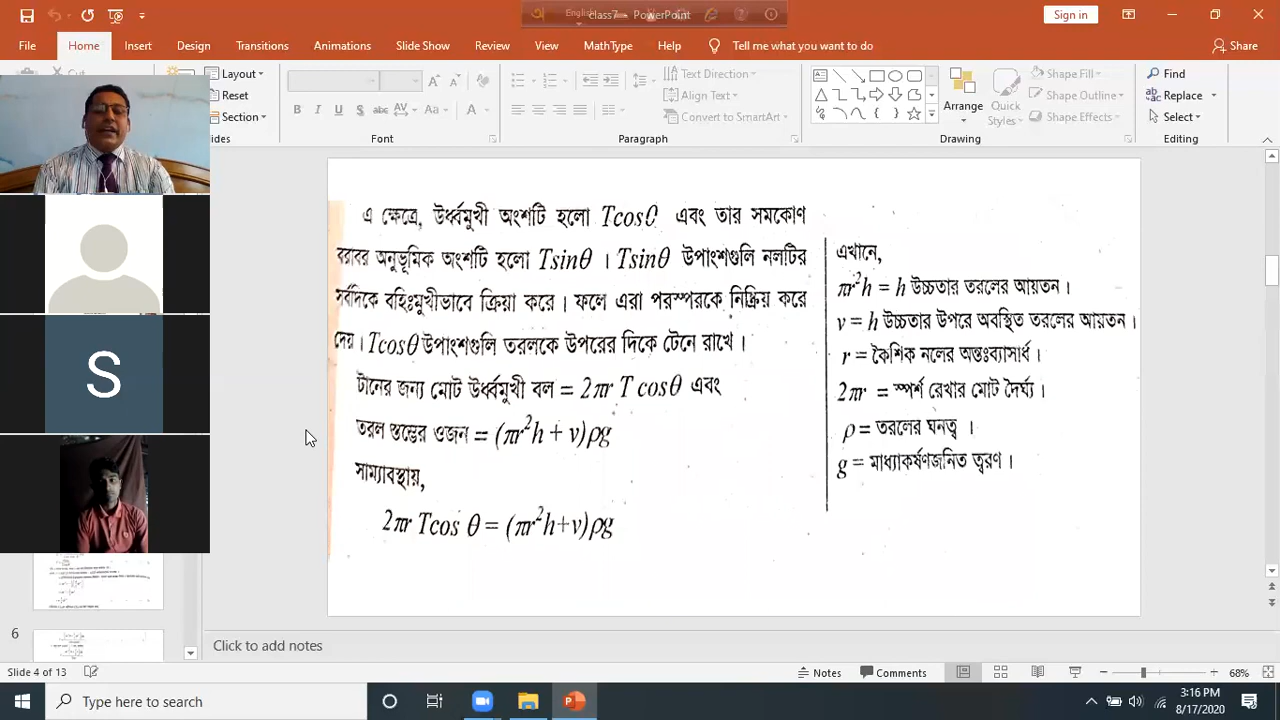 English
class7 - PowerPoint
Sign in
File
Home
Insert
Design
Transitions
Animations
Slide Show
Review
View
MathType
Help
Tell me what you want to do
Share
Cut
Layout
Reset
Section
Text Direction
Align Text
Convert to SmartArt
Arrange
Quick Styles
Shape Fill
Shape Outline
Shape Effects
Find
Replace
Select
Font
Paragraph
Drawing
Editing
S
6
এ ক্ষেত্রে, উর্ধ্বমুখী অংশটি হলো Tcosθ এবং তার সমকোণ
বরাবর অনুভূমিক অংশটি হলো Tsinθ । Tsinθ উপাংশগুলি নলটির
সর্বদিকে বহিঃমুখীভাবে ক্রিয়া করে। ফলে এরা পরস্পরকে নিষ্ক্রিয় করে
দেয়। Tcosθ উপাংশগুলি তরলকে উপরের দিকে টেনে রাখে।
টানের জন্য মোট উর্ধ্বমুখী বল = 2πr T cosθ এবং
তরল স্তম্ভের ওজন = (πr²h + v)ρg
সাম্যাবস্থায়,
2πr Tcos θ = (πr²h+v)ρg
এখানে,
πr²h = h উচ্চতার তরলের আয়তন।
v = h উচ্চতার উপরে অবস্থিত তরলের আয়তন।
r = কৈশিক নলের অন্তঃব্যাসার্ধ।
2πr = স্পর্শ রেখার মোট দৈর্ঘ্য।
ρ = তরলের ঘনত্ব ।
g = মাধ্যাকর্ষণজনিত ত্বরণ।
Click to add notes
Slide 4 of 13
Notes
Comments
68%
Type here to search
3:16 PM
8/17/2020